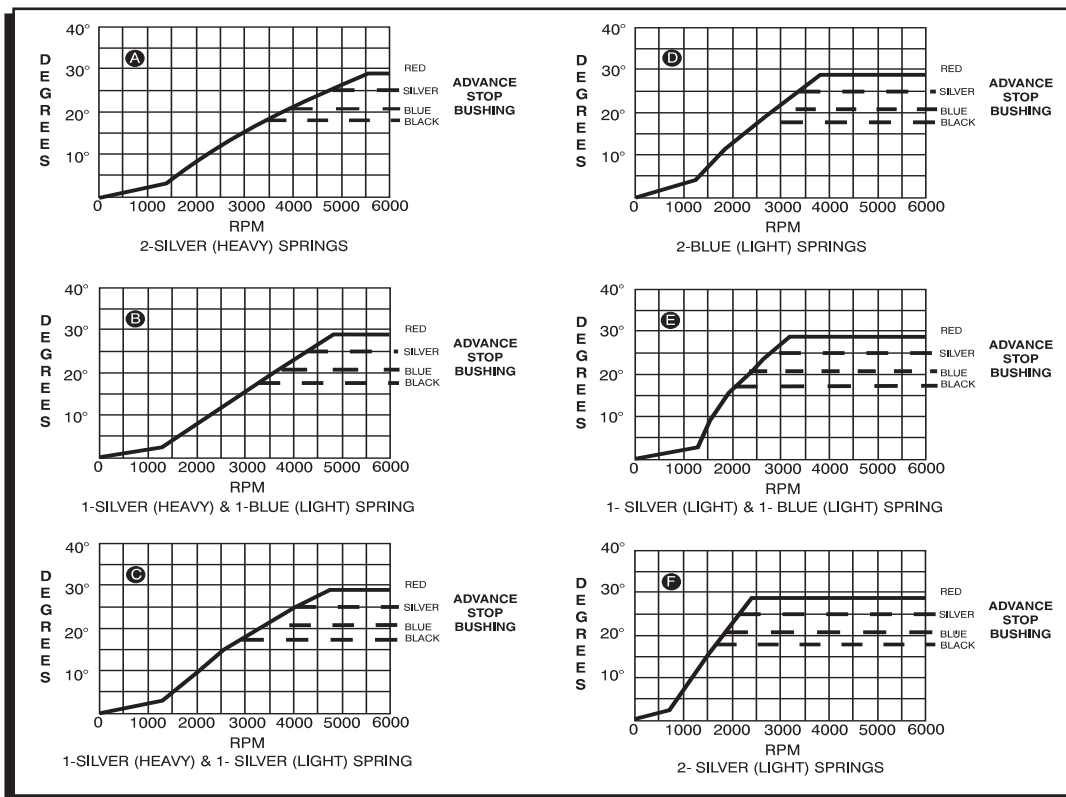 A
40°
30°
20°
10°
DEGREES
0 1000 2000 3000 4000 5000 6000
RPM
RED
SILVER
BLUE
BLACK
ADVANCE
STOP
BUSHING
2-SILVER (HEAVY) SPRINGS
B
40°
30°
20°
10°
DEGREES
0 1000 2000 3000 4000 5000 6000
RPM
RED
SILVER
BLUE
BLACK
ADVANCE
STOP
BUSHING
1-SILVER (HEAVY) & 1-BLUE (LIGHT) SPRING
C
40°
30°
20°
10°
DEGREES
0 1000 2000 3000 4000 5000 6000
RPM
RED
SILVER
BLUE
BLACK
ADVANCE
STOP
BUSHING
1-SILVER (HEAVY) & 1- SILVER (LIGHT) SPRING
D
40°
30°
20°
10°
DEGREES
0 1000 2000 3000 4000 5000 6000
RPM
RED
SILVER
BLUE
BLACK
ADVANCE
STOP
BUSHING
2-BLUE (LIGHT) SPRINGS
E
40°
30°
20°
10°
DEGREES
0 1000 2000 3000 4000 5000 6000
RPM
RED
SILVER
BLUE
BLACK
ADVANCE
STOP
BUSHING
1- SILVER (LIGHT) & 1- BLUE (LIGHT) SPRING
F
40°
30°
20°
10°
DEGREES
0 1000 2000 3000 4000 5000 6000
RPM
RED
SILVER
BLUE
BLACK
ADVANCE
STOP
BUSHING
2- SILVER (LIGHT) SPRINGS